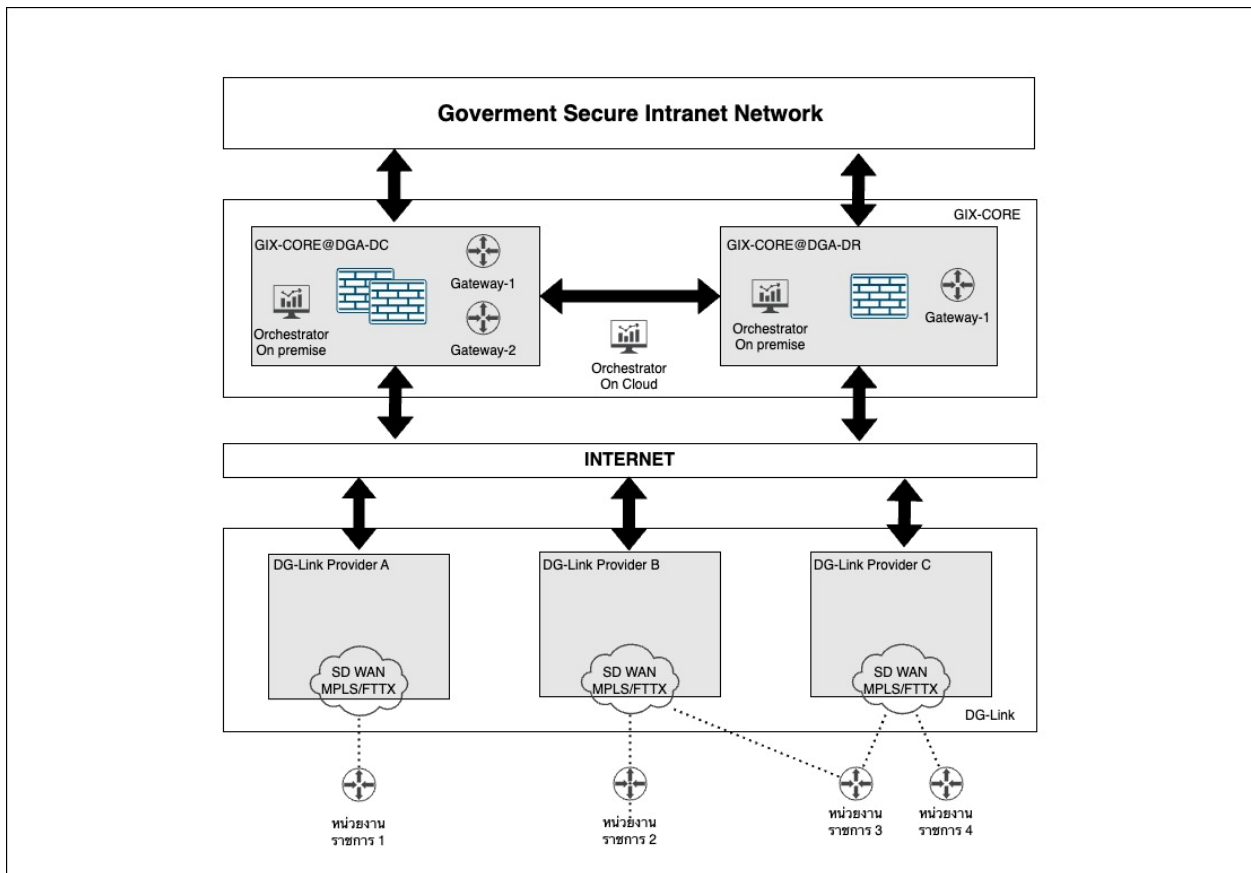 Goverment Secure Intranet Network
GIX-CORE
GIX-CORE@DGA-DC
Gateway-1
Orchestrator
On premise
Gateway-2
Orchestrator
On Cloud
GIX-CORE@DGA-DR
Orchestrator
On premise
Gateway-1
INTERNET
DG-Link Provider A
SD WAN
MPLS/FTTX
DG-Link Provider B
SD WAN
MPLS/FTTX
DG-Link Provider C
SD WAN
MPLS/FTTX
DG-Link
หน่วยงาน
ราชการ 1
หน่วยงาน
ราชการ 2
หน่วยงาน
ราชการ 3
หน่วยงาน
ราชการ 4